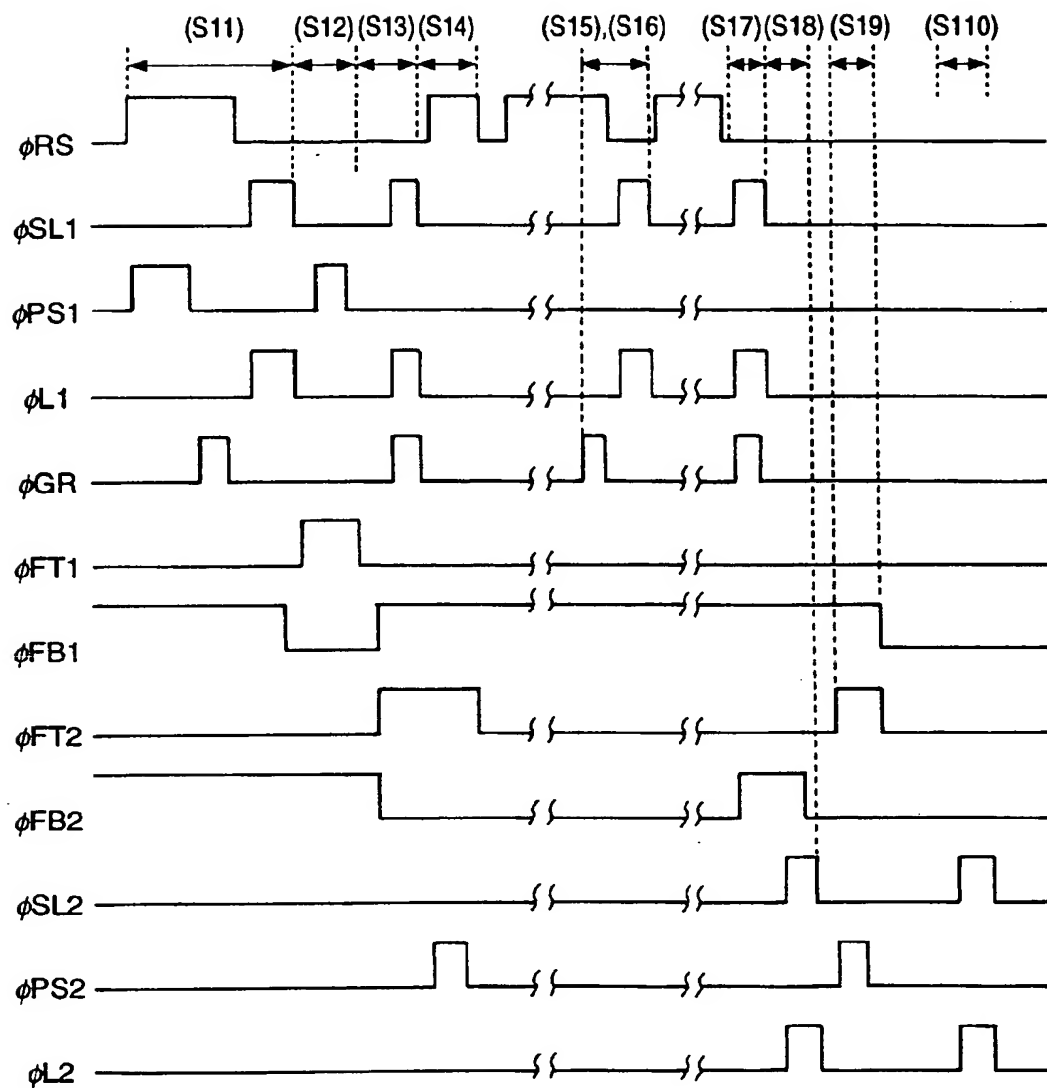 (S11) (S12) (S13) (S14) (S15),(S16) (S17) (S18) (S19) (S110)
ϕRS
ϕSL1
ϕPS1
ϕL1
ϕGR
ϕFT1
ϕFB1
ϕFT2
ϕFB2
ϕSL2
ϕPS2
ϕL2